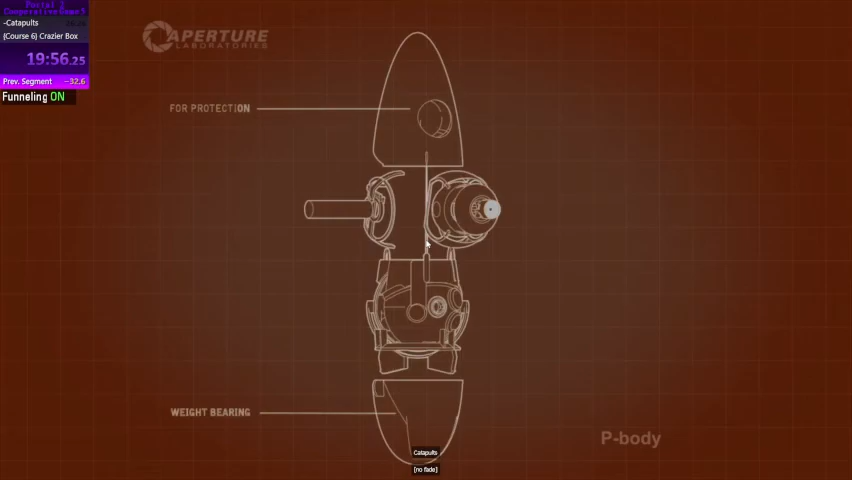 Portal 2
-Catapults
{Course 6} Crazier Box
19:56.25
Prev. Segment -32.6
Funneling ON
APERTURE
LABORATORIES
FOR PROTECTION
WEIGHT BEARING
P-body
Catapults
[no fade]